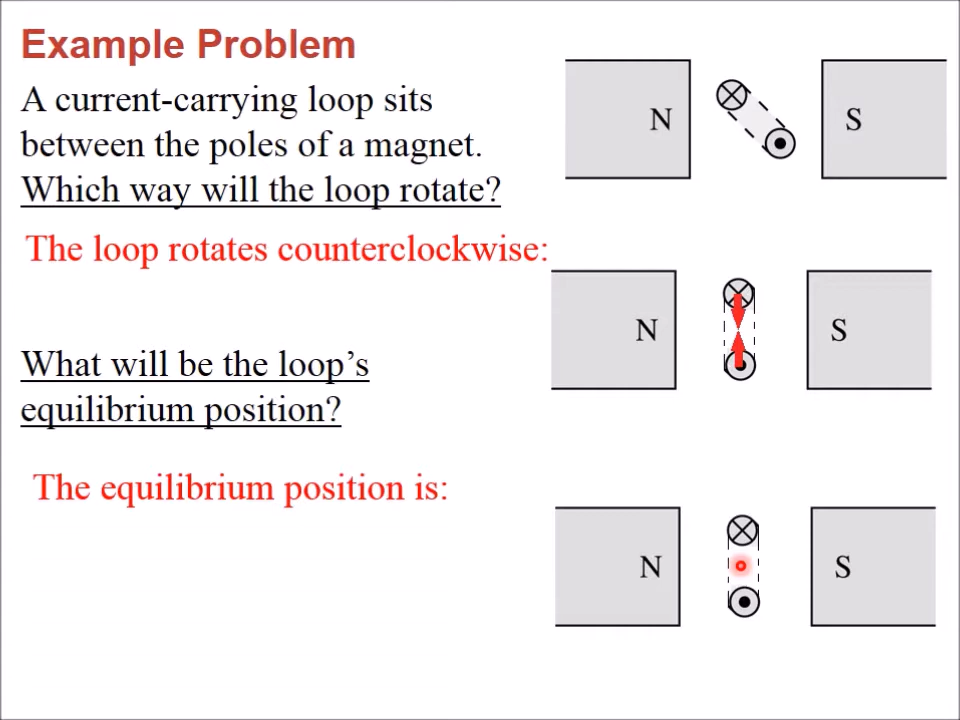 Example Problem
A current-carrying loop sits
between the poles of a magnet.
Which way will the loop rotate?
The loop rotates counterclockwise:
What will be the loop’s
equilibrium position?
The equilibrium position is:
N S
N S
N S